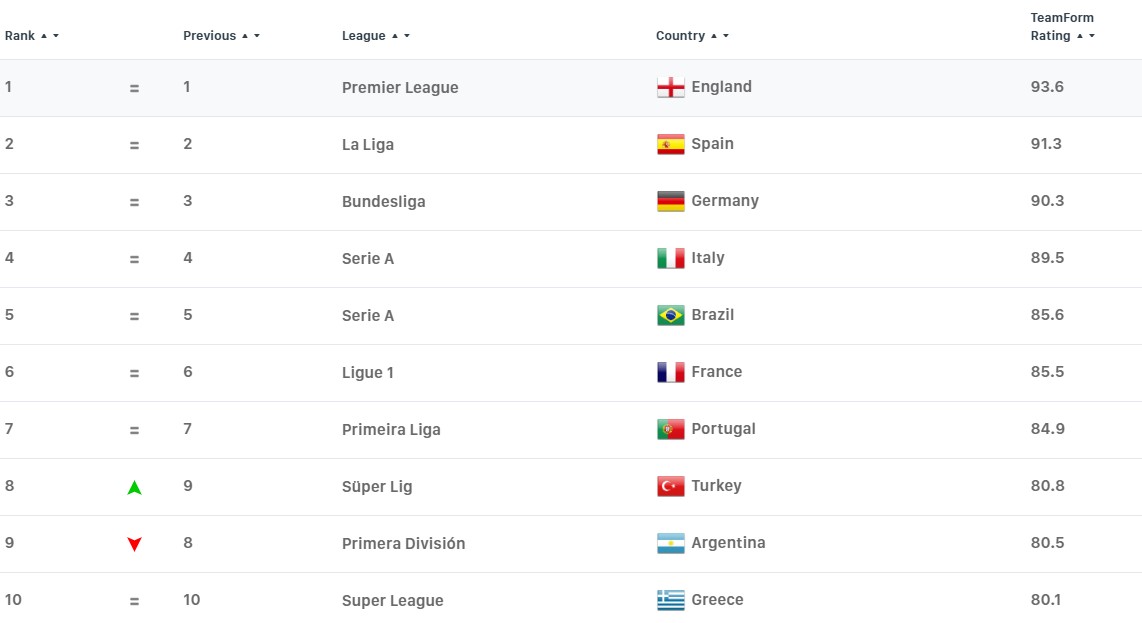 Rank Previous League Country TeamForm Rating
1 = 1 Premier League England 93.6
2 = 2 La Liga Spain 91.3
3 = 3 Bundesliga Germany 90.3
4 = 4 Serie A Italy 89.5
5 = 5 Serie A Brazil 85.6
6 = 6 Ligue 1 France 85.5
7 = 7 Primeira Liga Portugal 84.9
8 9 Süper Lig Turkey 80.8
9 8 Primera División Argentina 80.5
10 = 10 Super League Greece 80.1